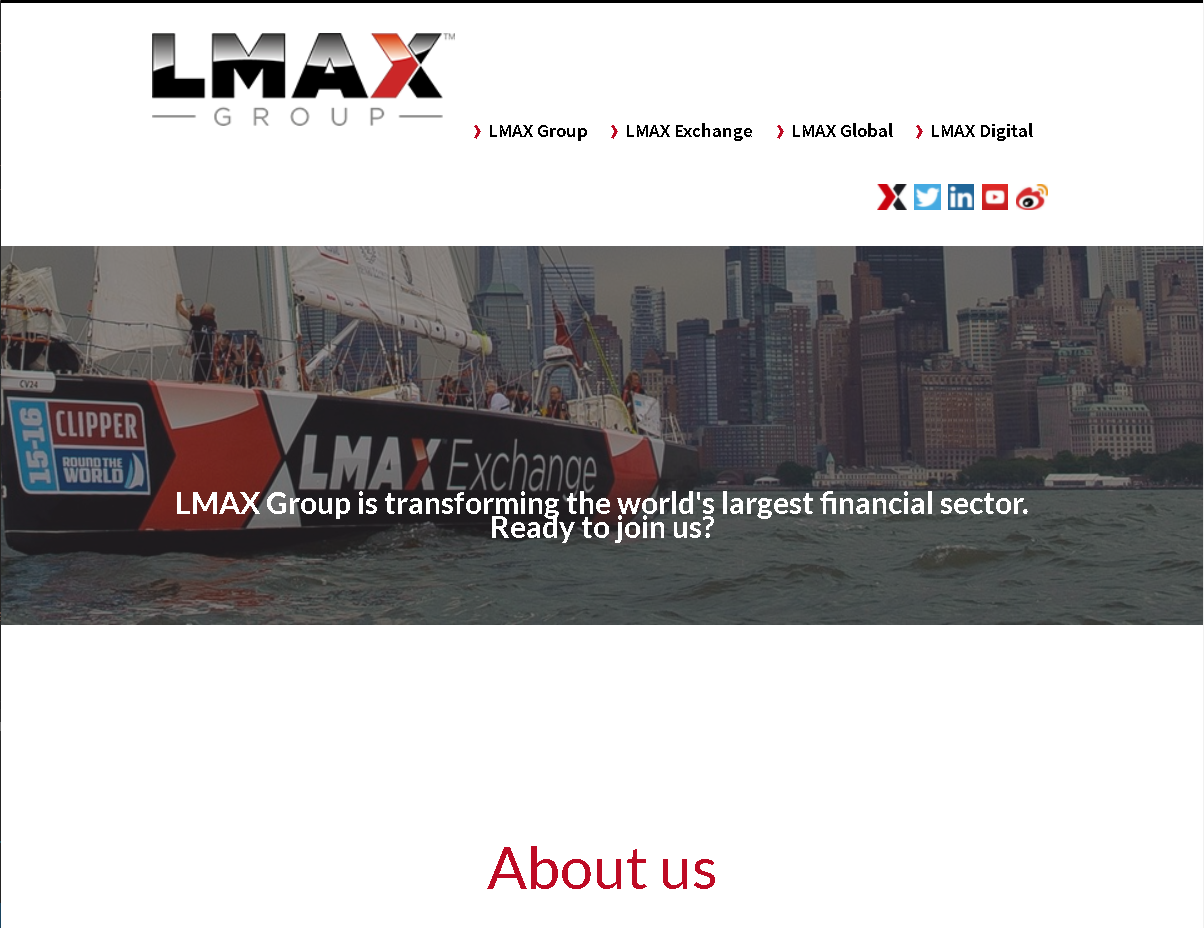 LMAX™
GROUP
LMAX Group
LMAX Exchange
LMAX Global
LMAX Digital
in
CV24
15-16
CLIPPER
ROUND THE
WORLD
LMAX Exchange
LMAX Group is transforming the world's largest financial sector.
Ready to join us?
About us